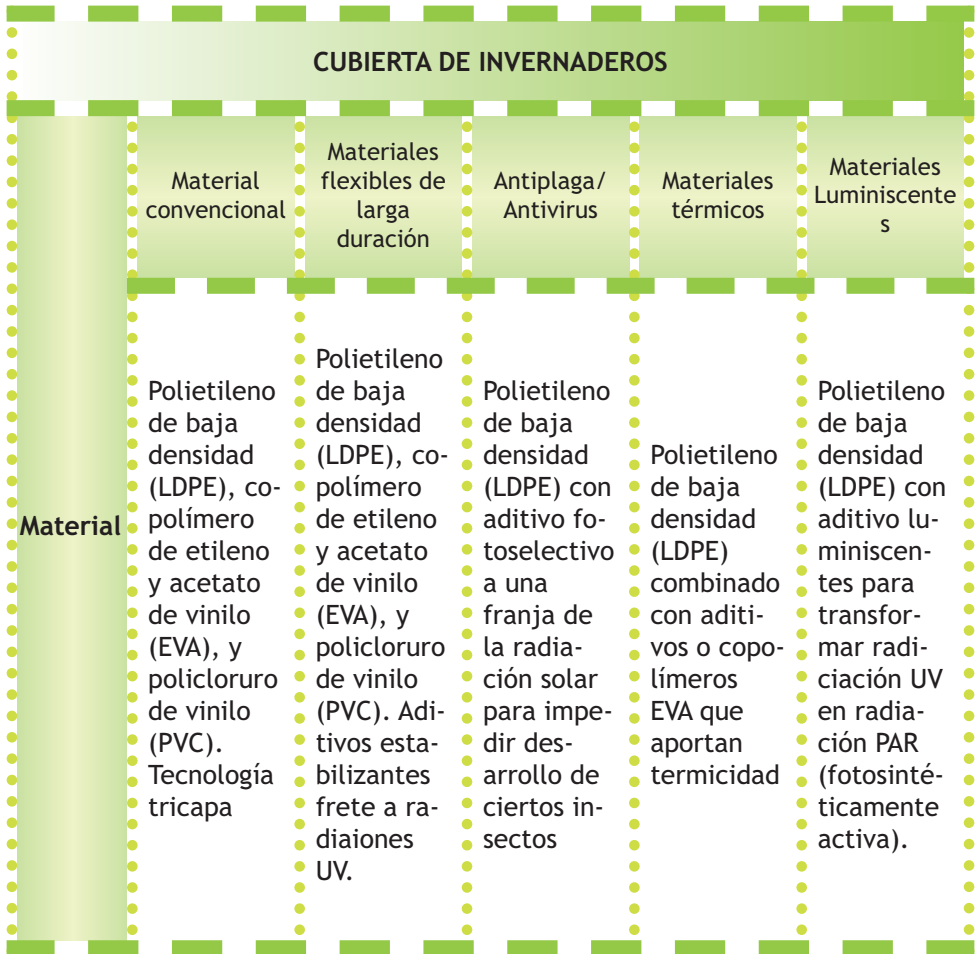 CUBIERTA DE INVERNADEROS
Material
convencional
Materiales
flexibles de
larga
duración
Antiplaga/
Antivirus
Materiales
térmicos
Materiales
Luminiscente
s
Material
Polietileno
de baja
densidad
(LDPE), co-
polímero
de etileno
y acetato
de vinilo
(EVA), y
policloruro
de vinilo
(PVC).
Tecnología
tricapa
Polietileno
de baja
densidad
(LDPE), co-
polímero
de etileno
y acetato
de vinilo
(EVA), y
policloruro
de vinilo
(PVC). Adi-
tivos esta-
bilizantes
frete a ra-
diaiones
UV.
Polietileno
de baja
densidad
(LDPE) con
aditivo fo-
toselectivo
a una
franja de
la radia-
ción solar
para impe-
dir des-
arrollo de
ciertos in-
sectos
Polietileno
de baja
densidad
(LDPE)
combinado
con aditi-
vos o copo-
límeros
EVA que
aportan
termicidad
Polietileno
de baja
densidad
(LDPE) con
aditivo lu-
miniscen-
tes para
transfor-
mar radi-
ciación UV
en radia-
ción PAR
(fotosinté-
ticamente
activa).